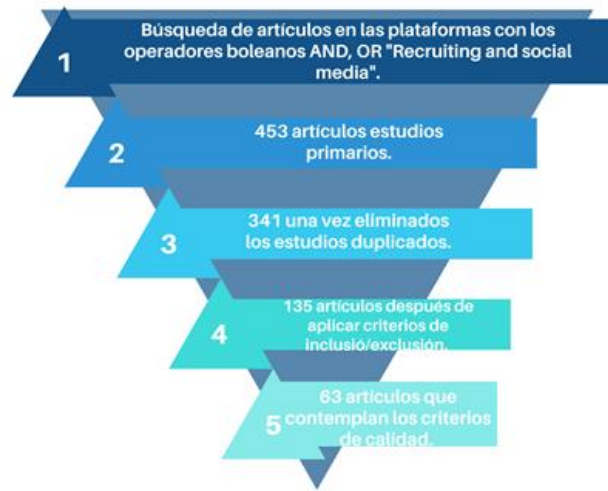 1
Búsqueda de artículos en las plataformas con los
operadores boleanos AND, OR "Recruiting and social
media".
2
453 artículos estudios
primarios.
3
341 una vez eliminados
los estudios duplicados.
4
135 artículos después de
aplicar criterios de
inclusió/exclusión.
5
63 artículos que
contemplan los criterios
de calidad.